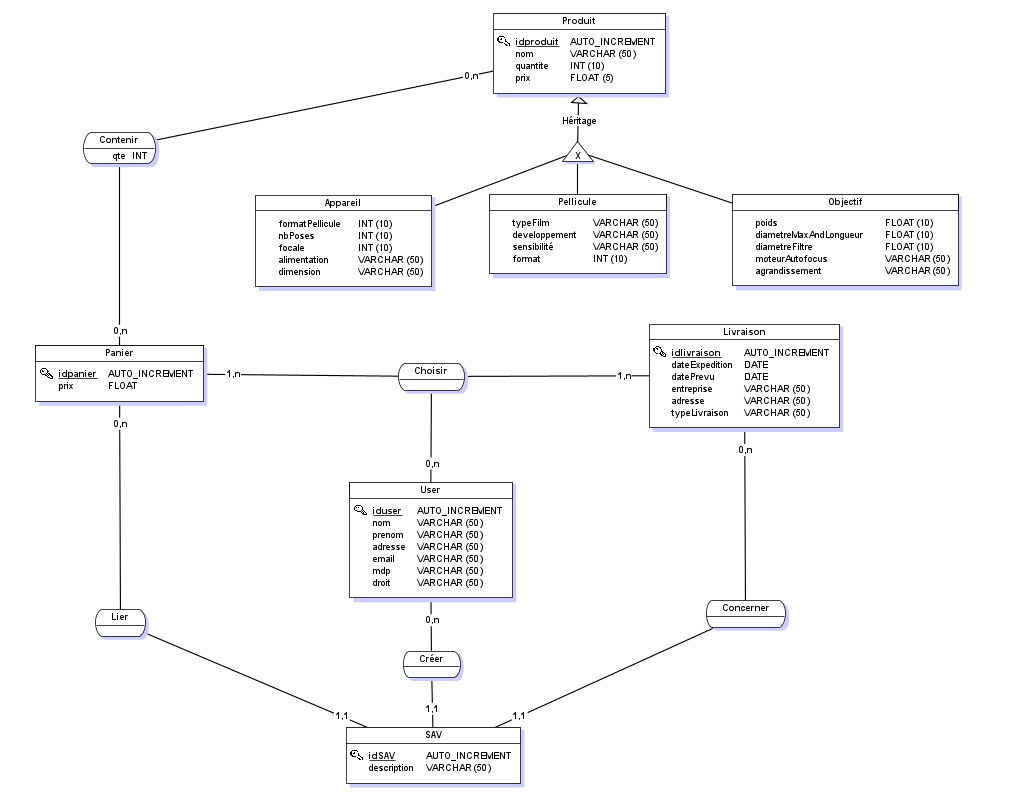 Produit
idproduit AUTO_INCREMENT
nom VARCHAR (50)
quantite INT (10)
prix FLOAT (5)
0,n
Héritage
X
Contenir
qte INT
Appareil
formatPellicule INT (10)
nbPoses INT (10)
focale INT (10)
alimentation VARCHAR (50)
dimension VARCHAR (50)
Pellicule
typeFilm VARCHAR (50)
developpement VARCHAR (50)
sensibilité VARCHAR (50)
format INT (10)
Objectif
poids FLOAT (10)
diametreMaxAndLongueur FLOAT (10)
diametreFiltre FLOAT (10)
moteurAutofocus VARCHAR (50)
agrandissement VARCHAR (50)
0,n
Panier
idpanier AUTO_INCREMENT
prix FLOAT
0,n
1,n
Choisir
1,n
Livraison
idlivraison AUTO_INCREMENT
dateExpedition DATE
datePrevu DATE
entreprise VARCHAR (50)
adresse VARCHAR (50)
typeLivraison VARCHAR (50)
0,n
0,n
User
iduser AUTO_INCREMENT
nom VARCHAR (50)
prenom VARCHAR (50)
adresse VARCHAR (50)
email VARCHAR (50)
mdp VARCHAR (50)
droit VARCHAR (50)
0,n
Lier
Créer
Concerner
1,1
1,1
1,1
SAV
idSAV AUTO_INCREMENT
description VARCHAR (50)